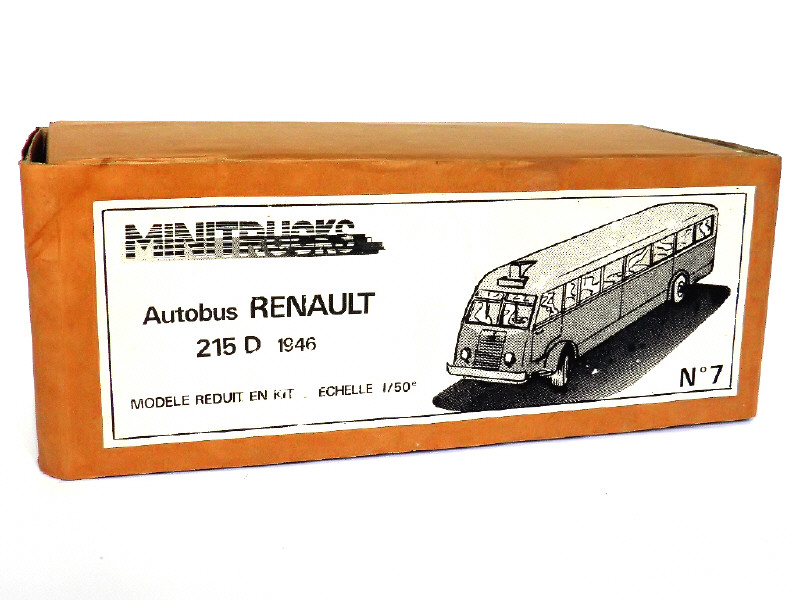 MINITRUCKS
Autobus RENAULT
215 D 1946
MODELE REDUIT EN KIT . ECHELLE 1/50e
N°7